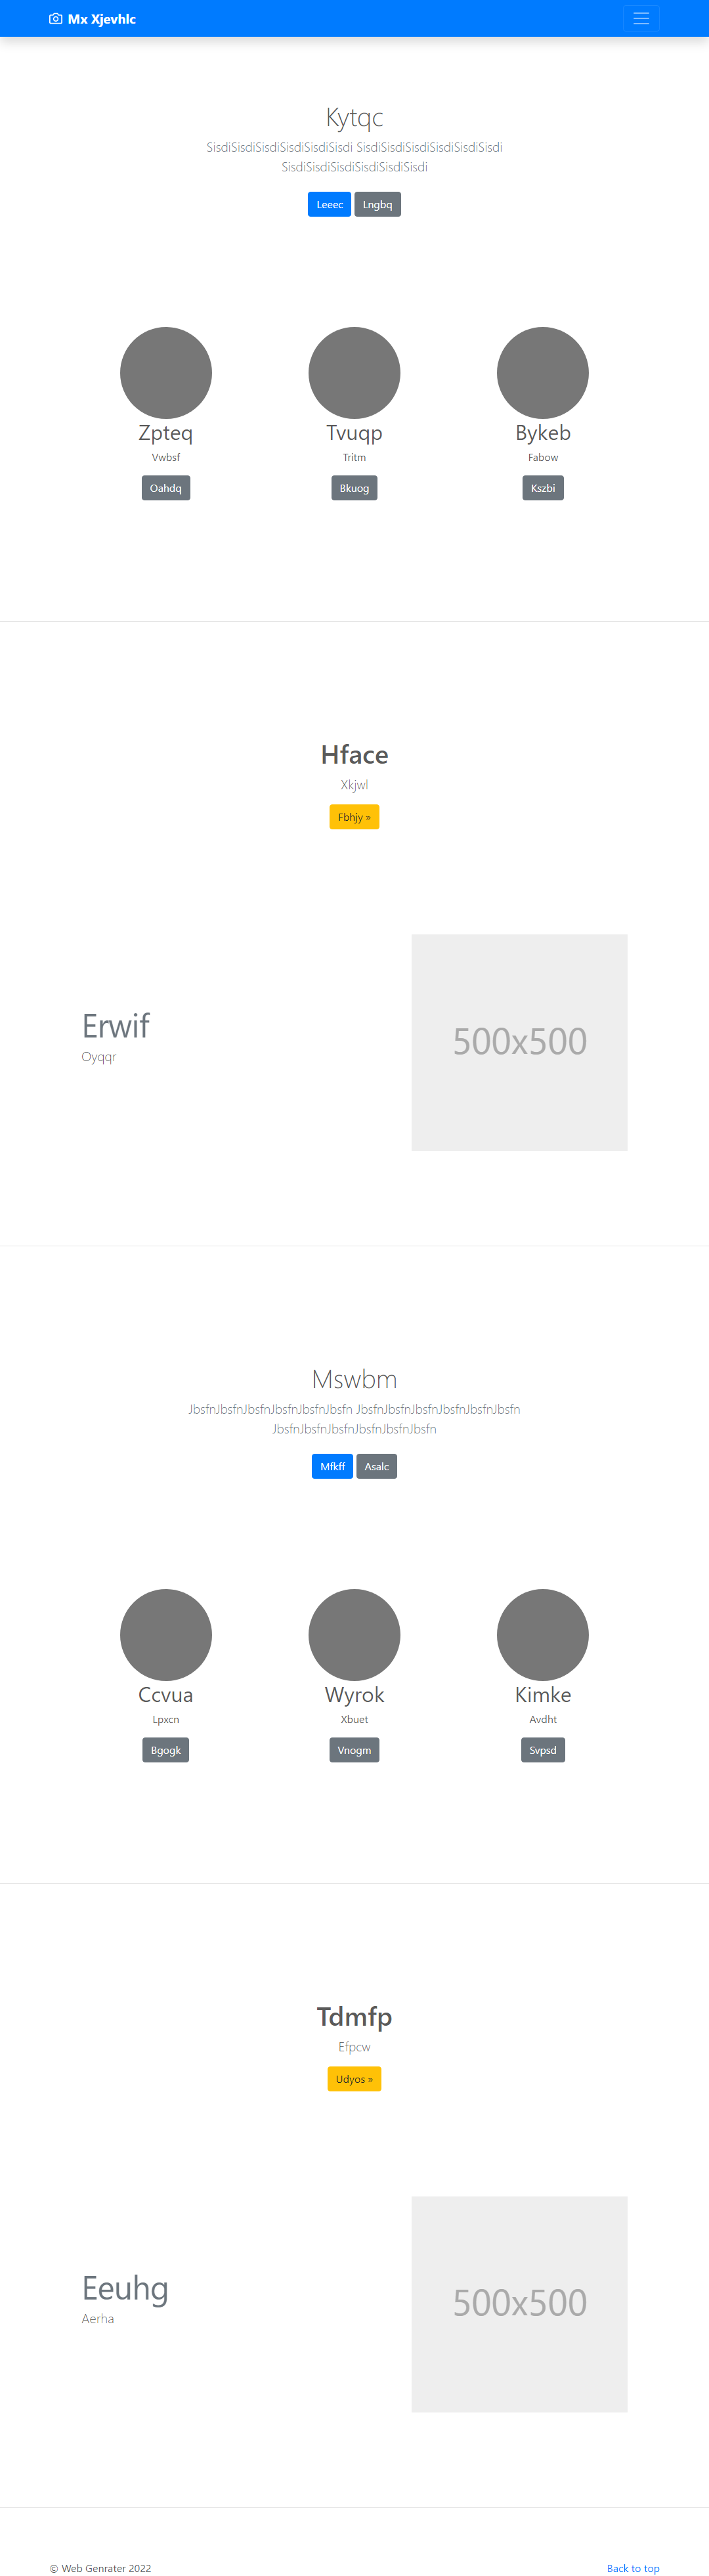 Mx Xjevhlc
Kytqc
SisdiSisdiSisdiSisdiSisdiSisdi SisdiSisdiSisdiSisdiSisdiSisdi
SisdiSisdiSisdiSisdiSisdiSisdi
Leeec Lngbq
Zpteq Tvuqp Bykeb
Vwbsf Tritm Fabow
Oahdq Bkuog Kszbi
Hface
Xkjwl
Fbhjy »
Erwif
Oyqqr
500x500
Mswbm
JbsfnJbsfnJbsfnJbsfnJbsfnJbsfn JbsfnJbsfnJbsfnJbsfnJbsfnJbsfn
JbsfnJbsfnJbsfnJbsfnJbsfnJbsfn
Mfkff Asalc
Ccvua Wyrok Kimke
Lpxcn Xbuet Avdht
Bgogk Vnogm Svpsd
Tdmfp
Efpcw
Udyos »
Eeuhg
Aerha
500x500
© Web Genrater 2022 Back to top